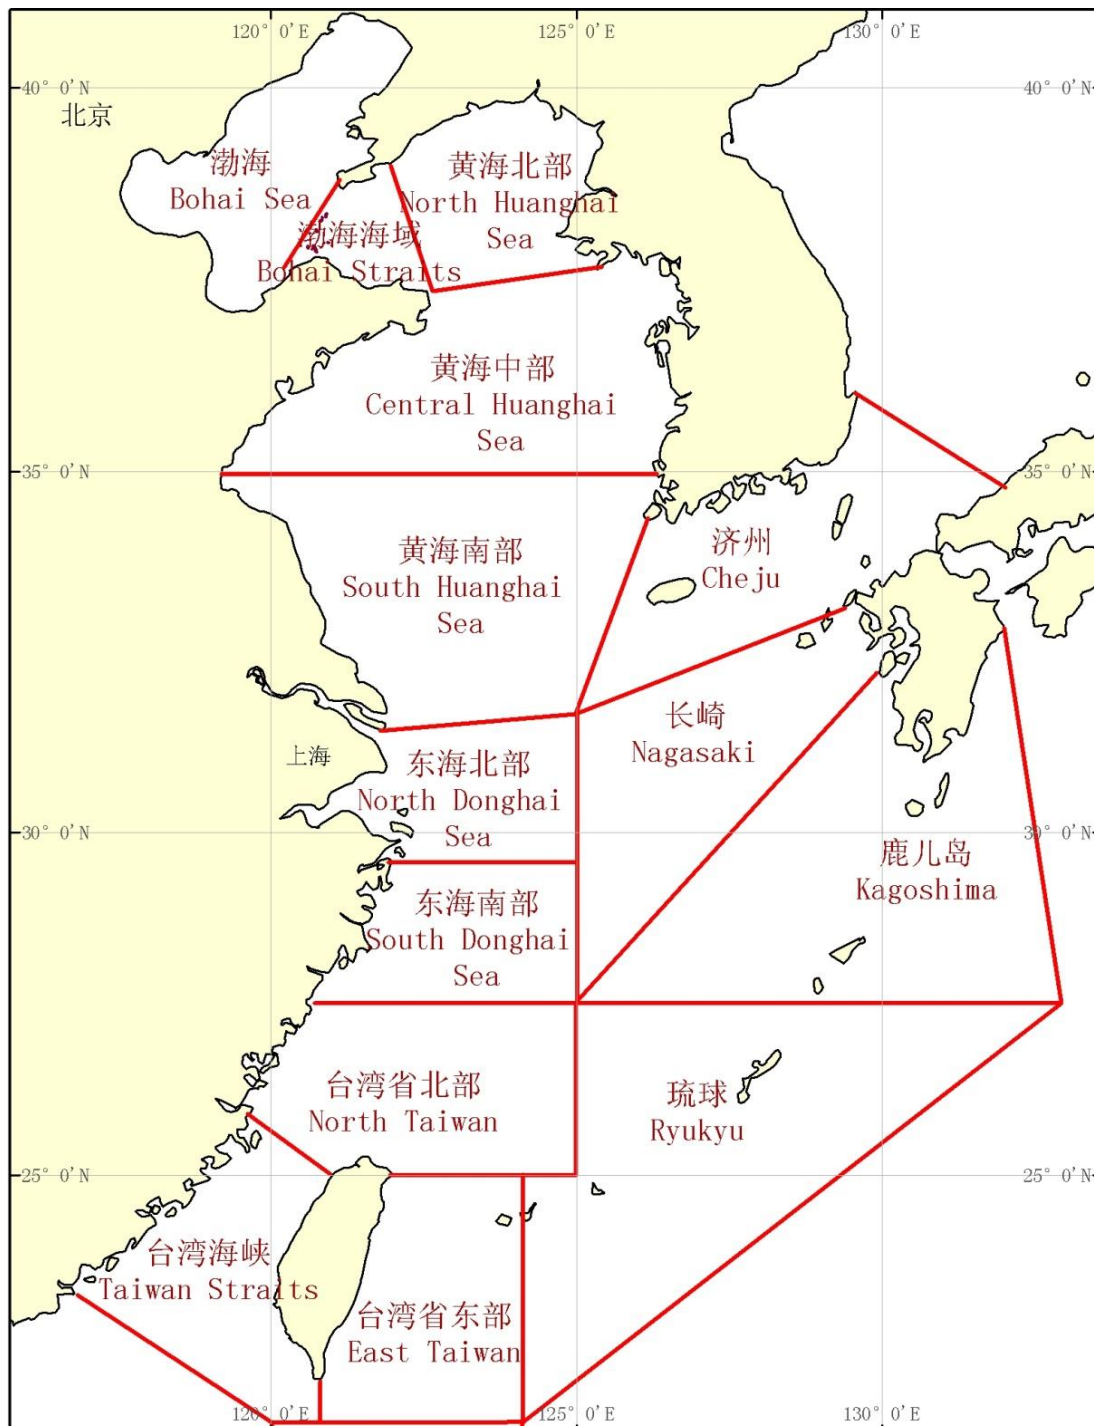 120° 0'E
125° 0'E
130° 0'E
40° 0'N
40° 0'N
北京
渤海
Bohai Sea
黄海北部
North Huanghai
Sea
渤海海域
Bohai Straits
黄海中部
Central Huanghai
Sea
35° 0'N
35° 0'N
黄海南部
South Huanghai
Sea
济州
Cheju
长崎
Nagasaki
上海
东海北部
North Donghai
Sea
30° 0'N
30° 0'N
鹿儿岛
Kagoshima
东海南部
South Donghai
Sea
台湾省北部
North Taiwan
琉球
Ryukyu
25° 0'N
25° 0'N
台湾海峡
Taiwan Straits
台湾省东部
East Taiwan
120° 0'E
125° 0'E
130° 0'E